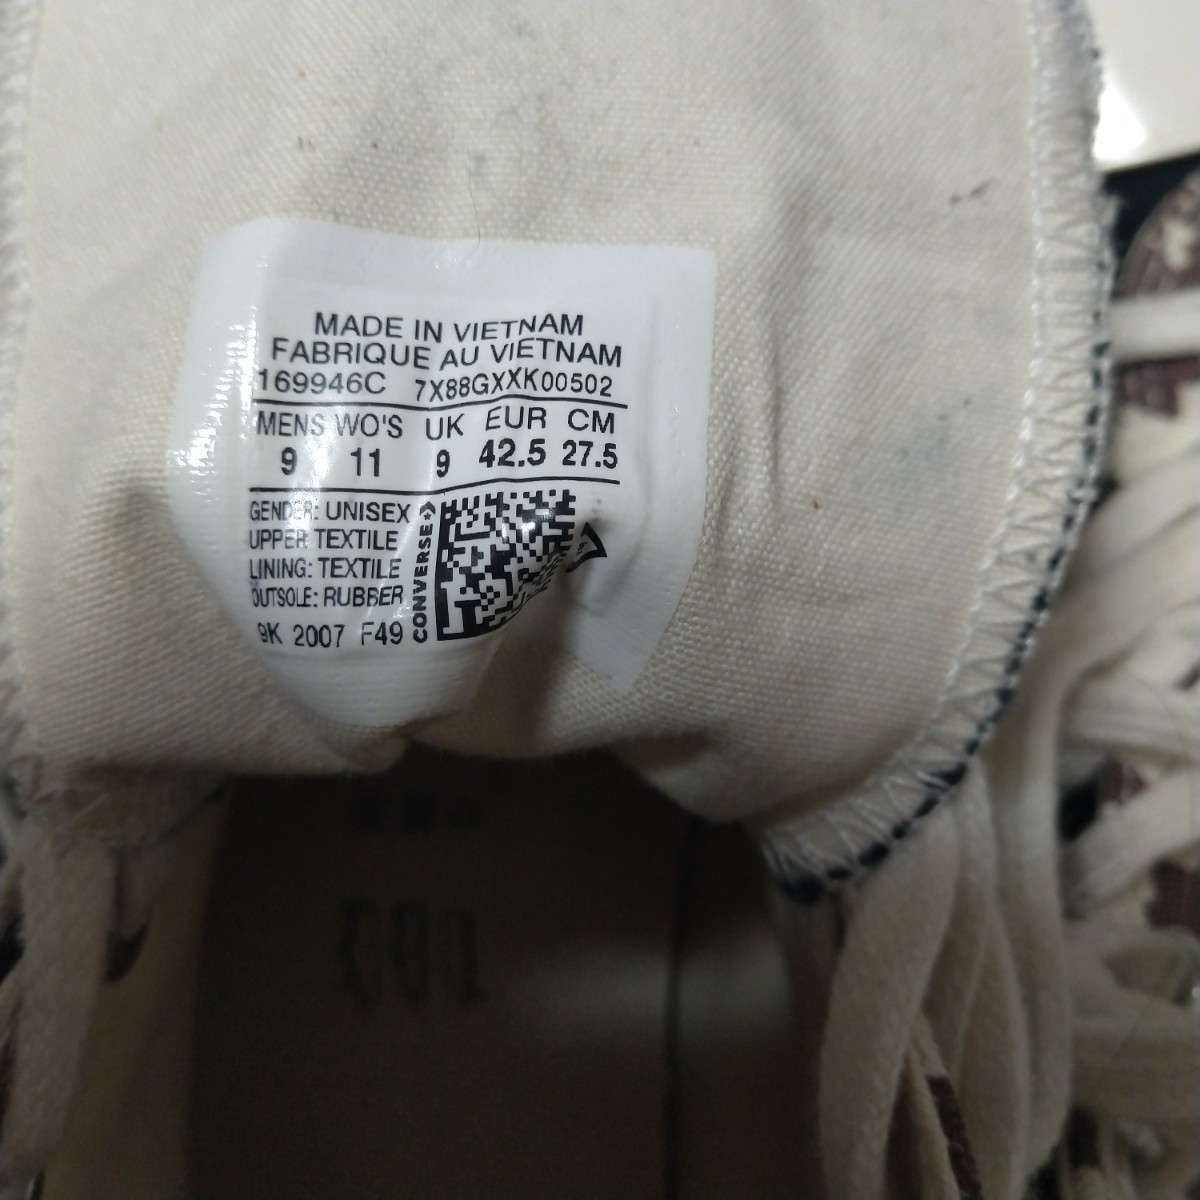 MADE IN VIETNAM
FABRIQUE AU VIETNAM
169946C 7X88GXXK00502
MENS WO'S UK EUR CM
9 11 9 42.5 27.5
GENDER: UNISEX
UPPER TEXTILE
LINING: TEXTILE
OUTSOLE: RUBBER
9K 2007 F49
CONVERSE